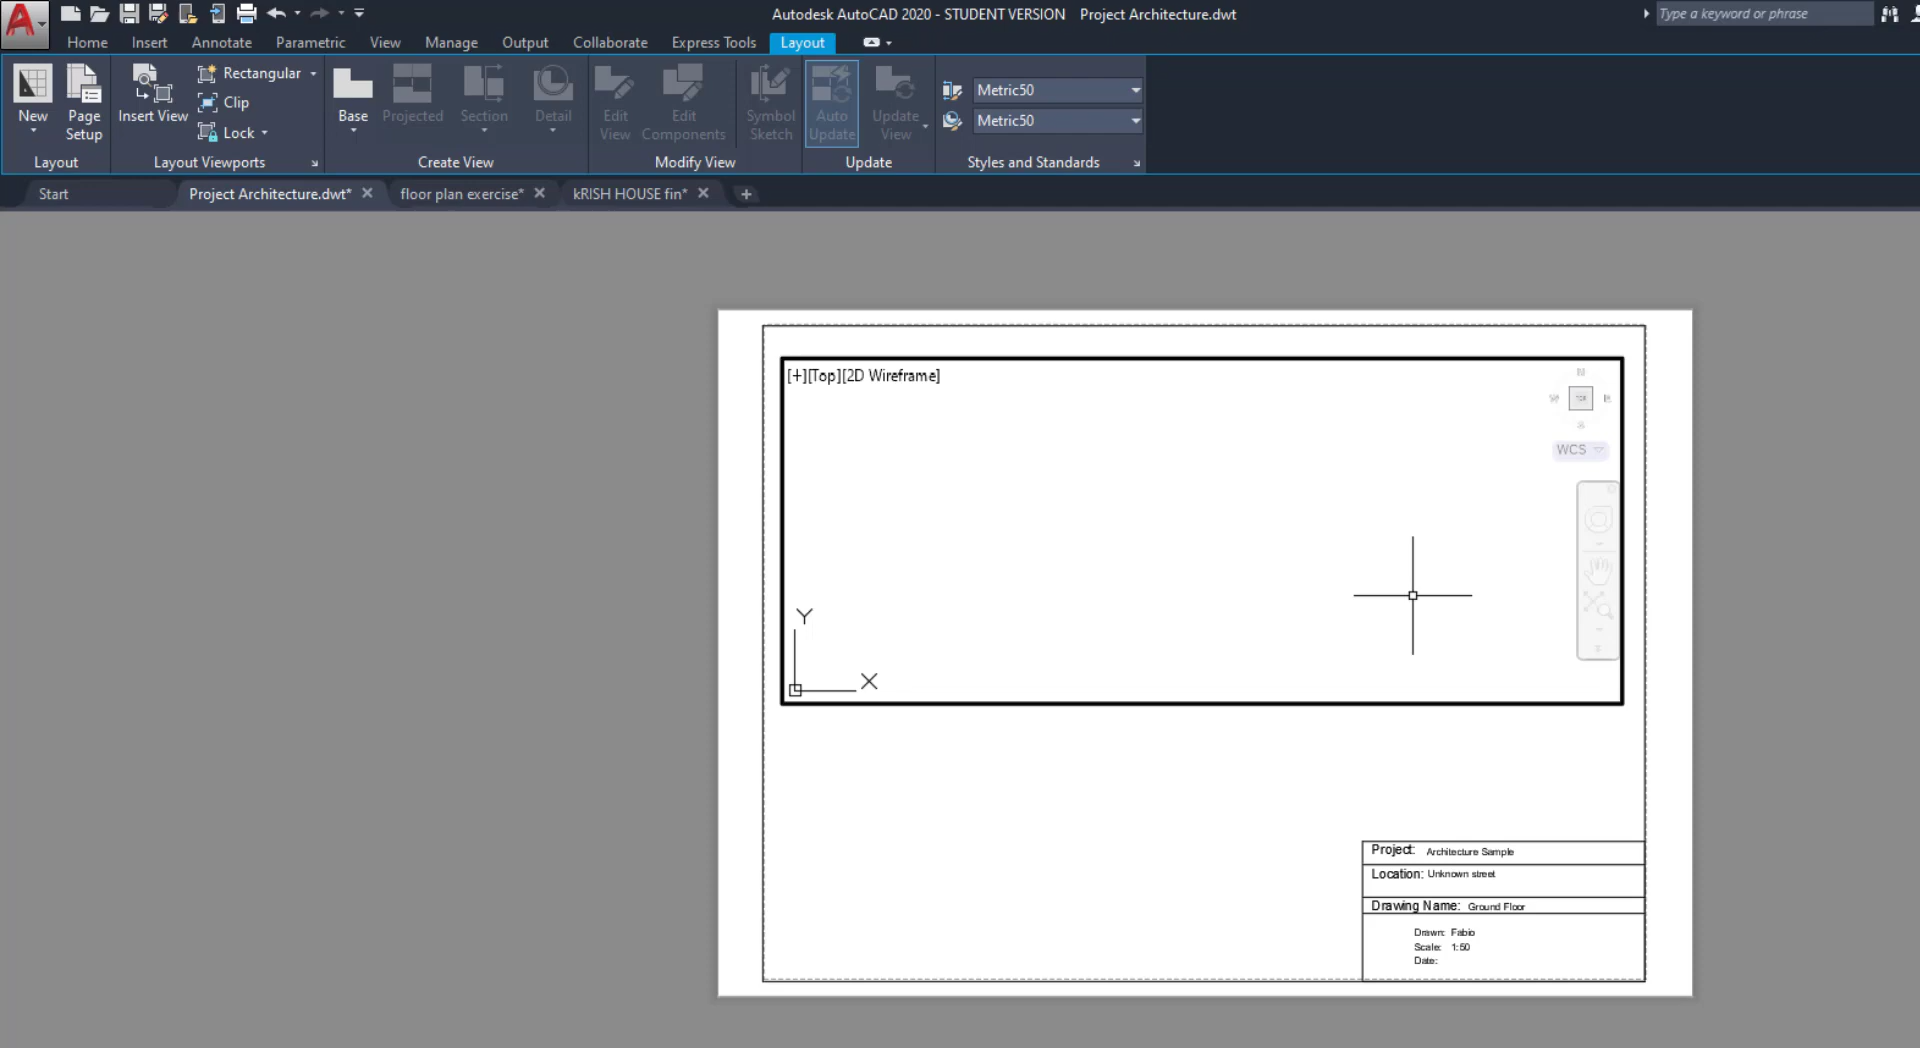 Autodesk AutoCAD 2020 - STUDENT VERSION Project Architecture.dwt
Type a keyword or phrase
Home Insert Annotate Parametric View Manage Output Collaborate Express Tools Layout
New
Page Setup
Insert View
Rectangular
Clip
Lock
Base
Projected
Section
Detail
Edit View
Edit Components
Symbol Sketch
Auto Update
Update View
Metric50
Metric50
Layout
Layout Viewports
Create View
Modify View
Update
Styles and Standards
Start
Project Architecture.dwt*
floor plan exercise*
kRISH HOUSE fin*
[+][Top][2D Wireframe]
N
W TOP E
S
WCS
Y
X
Project: Architecture Sample
Location: Unknown street
Drawing Name: Ground Floor
Drawn: Fabio
Scale: 1:50
Date: